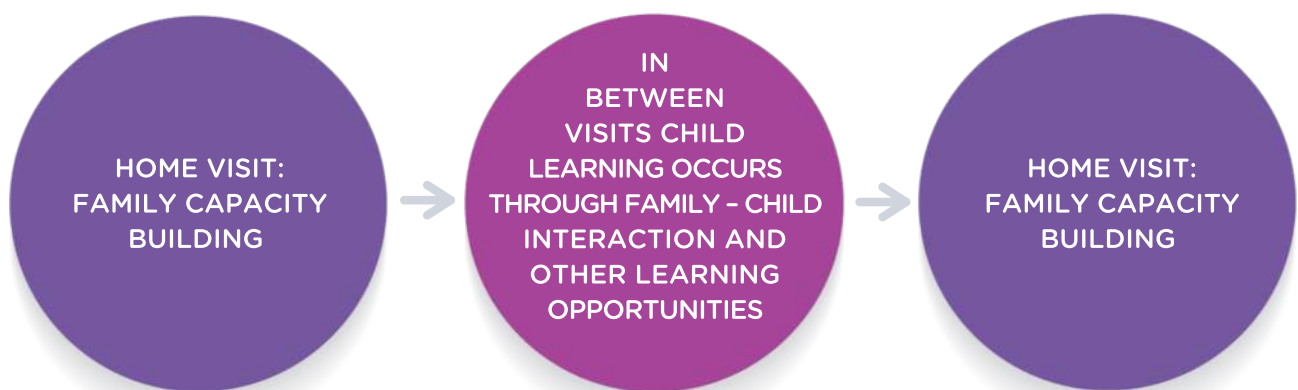 HOME VISIT:
FAMILY CAPACITY
BUILDING
IN
BETWEEN
VISITS CHILD
LEARNING OCCURS
THROUGH FAMILY – CHILD
INTERACTION AND
OTHER LEARNING
OPPORTUNITIES
HOME VISIT:
FAMILY CAPACITY
BUILDING